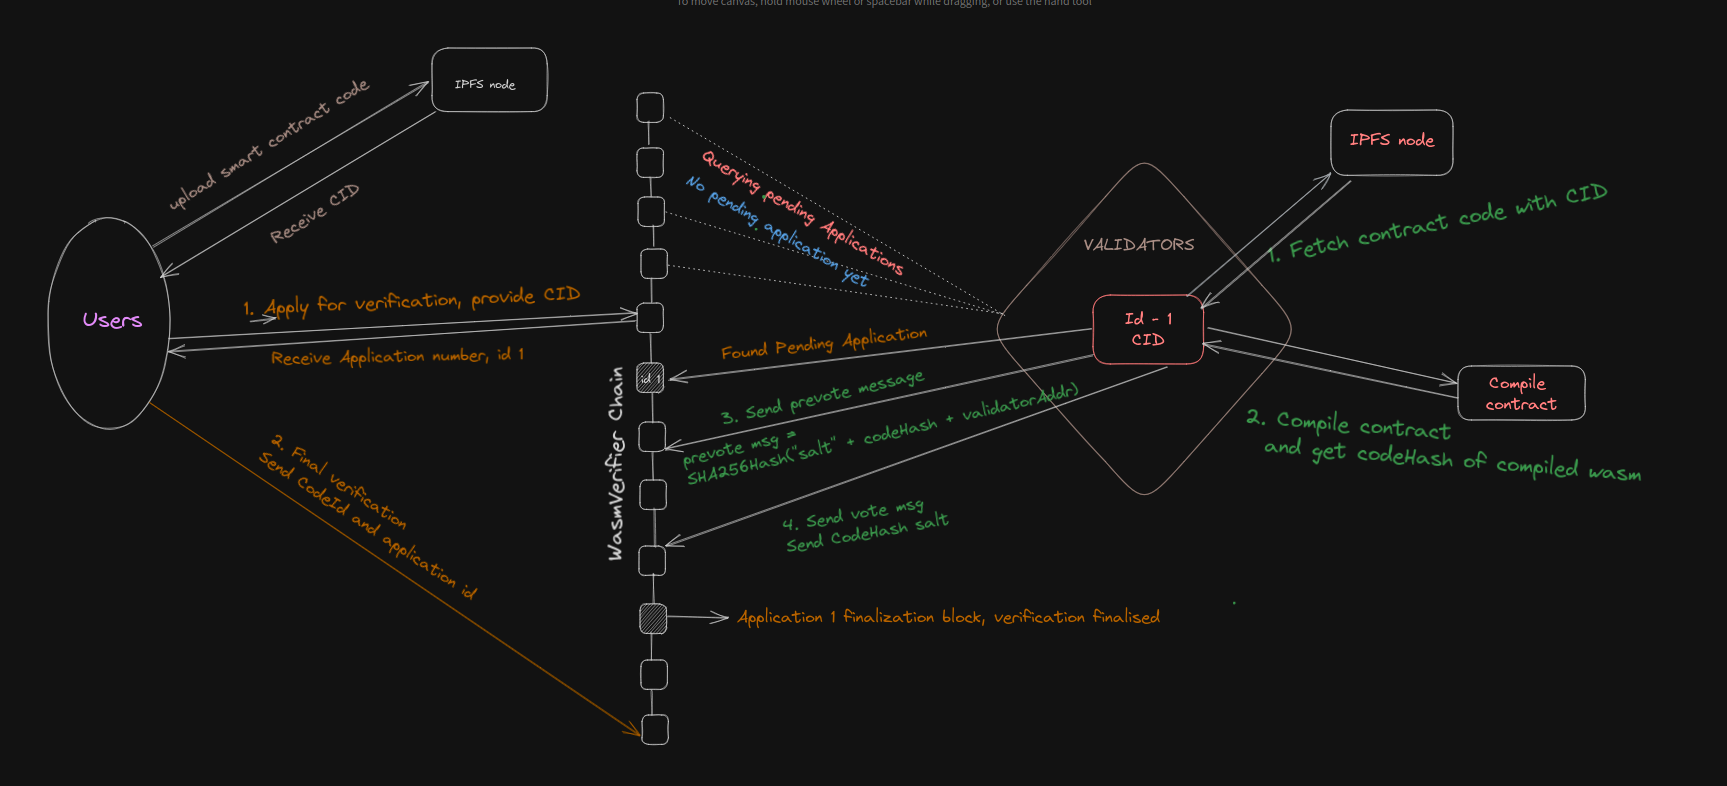 To move canvas, hold mouse wheel or spacebar while dragging, or use the hand tool
IPFS node
upload smart contract code
Receive CID
Users
1. Apply for verification, provide CID
Receive Application number, id 1
2. Final verification
Send CodeId and application id
WasmVerifier Chain
id 1
Querying pending Applications
No pending application yet
VALIDATORS
Id - 1
CID
IPFS node
1. Fetch contract code with CID
Compile
contract
2. Compile contract
and get codeHash of compiled wasm
Found Pending Application
3. Send prevote message
prevote msg =
SHA256Hash("salt" + codeHash + validatorAddr)
4. Send vote msg
Send CodeHash salt
Application 1 finalization block, verification finalised